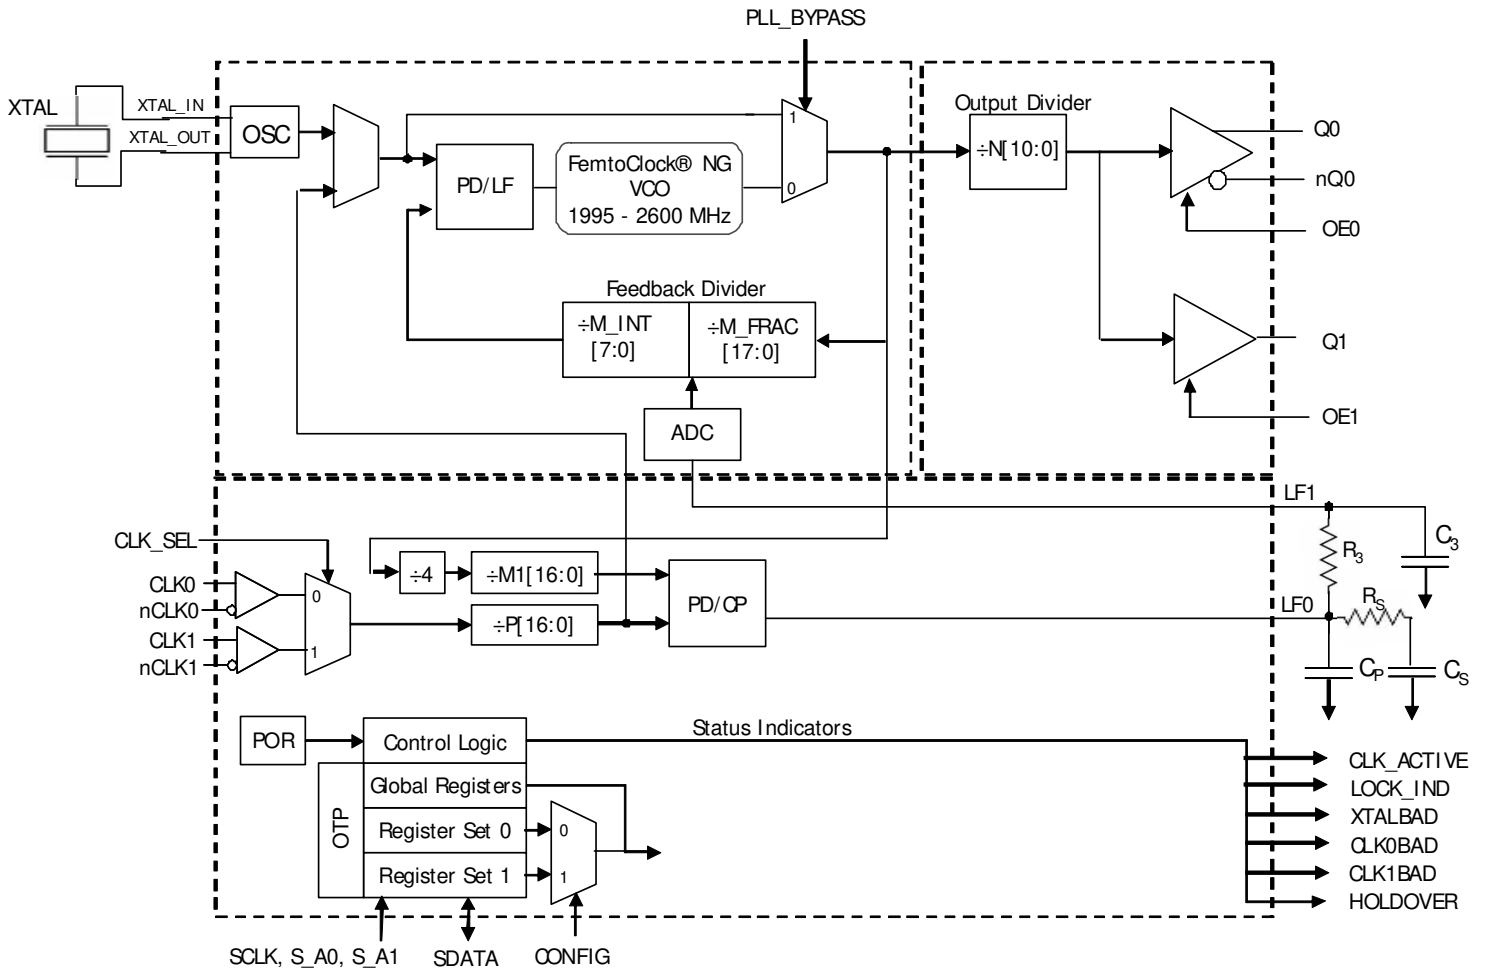 PLL_BYPASS
XTAL
XTAL_IN
XTAL_OUT
OSC
PD/LF
FemtoClock® NG
VCO
1995 - 2600 MHz
1
0
Output Divider
÷N[10:0]
Q0
nQ0
OE0
Q1
OE1
Feedback Divider
÷M_INT
[7:0]
÷M_FRAC
[17:0]
ADC
LF1
R3
C3
CLK_SEL
CLK0
nCLK0
CLK1
nCLK1
0
1
÷4
÷M1[16:0]
÷P[16:0]
PD/CP
LF0
RS
CP
CS
POR
Control Logic
Status Indicators
OTP
Global Registers
Register Set 0
Register Set 1
0
1
CLK_ACTIVE
LOCK_IND
XTALBAD
CLK0BAD
CLK1BAD
HOLDOVER
SCLK, S_A0, S_A1
SDATA
CONFIG